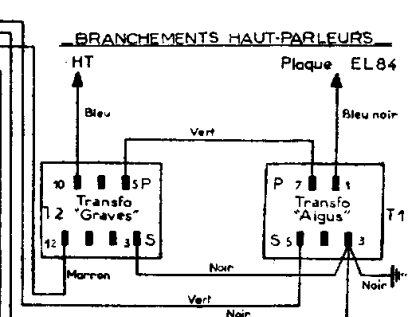 BRANCHEMENTS HAUT-PARLEURS
HT
Plaque EL84
Bleu
Bleu noir
Vert
10 5 P
P 7 1
Transfo
"Graves"
Transfo
"Aigus"
T2
T1
12 3 S
S 5 3
Marron
Noir
Noir
Vert
Noir